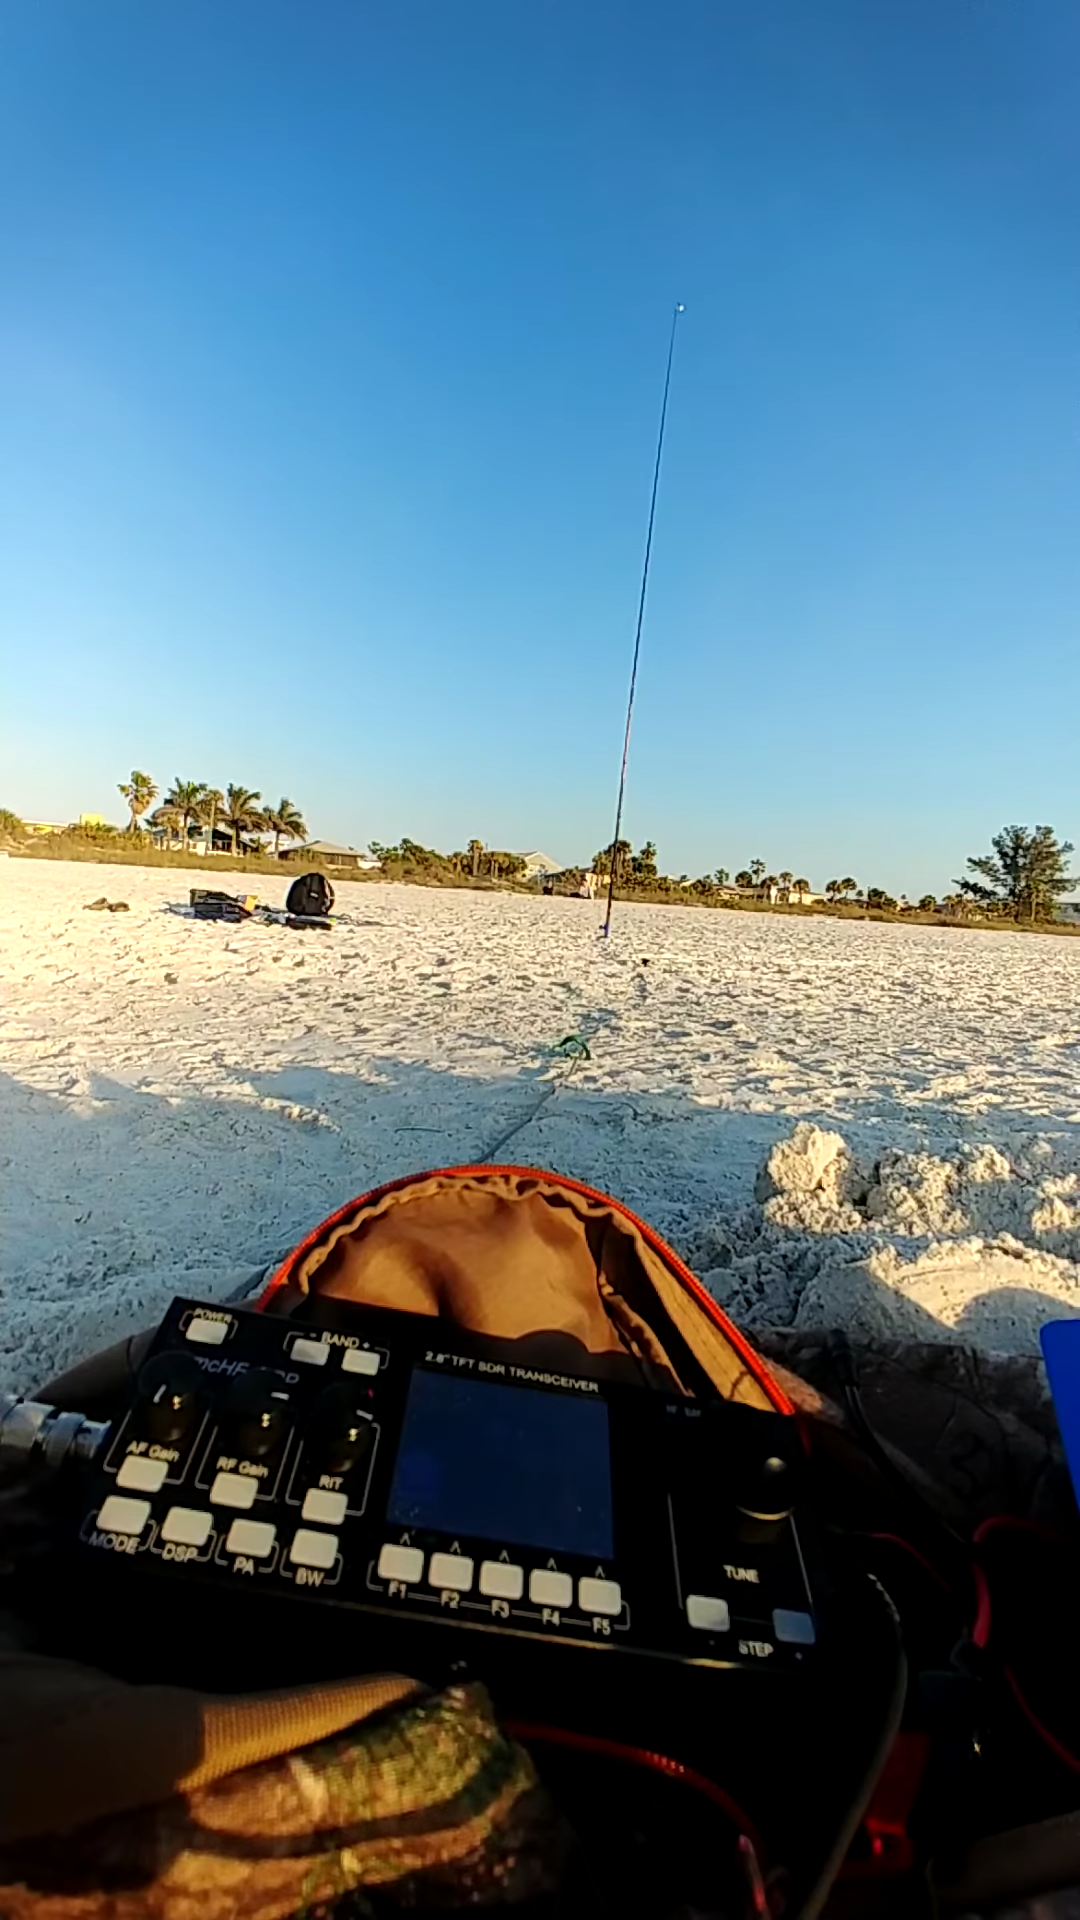 POWER
- BAND +
mcHF
2.8" TFT SDR TRANSCEIVER
AF Gain
RF Gain
RIT
MODE
DSP
PA
BW
^ ^ ^ ^ ^
F1 F2 F3 F4 F5
TUNE
STEP